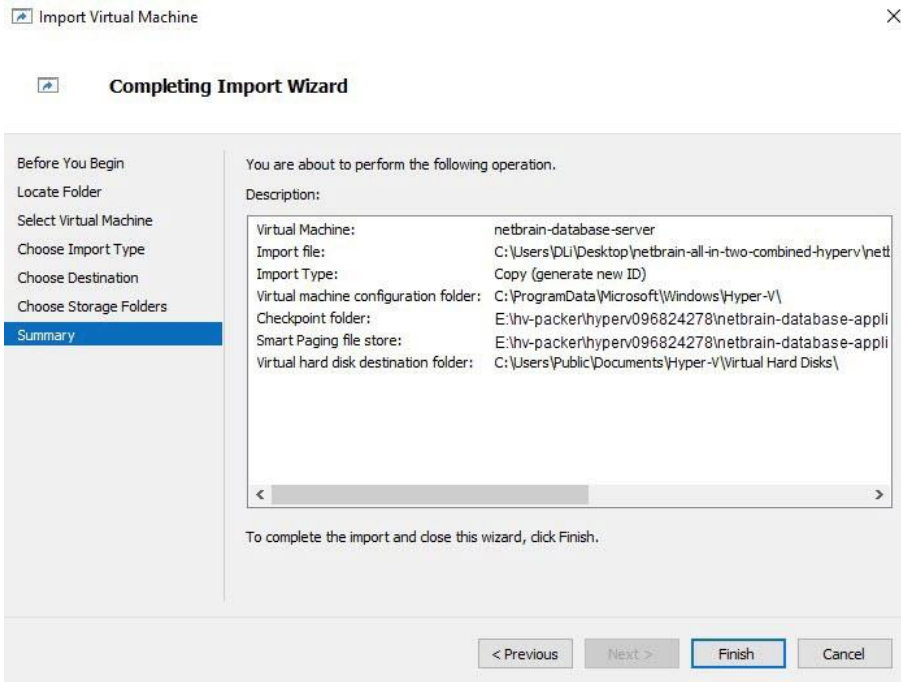 Import Virtual Machine
Completing Import Wizard
Before You Begin
Locate Folder
Select Virtual Machine
Choose Import Type
Choose Destination
Choose Storage Folders
Summary
You are about to perform the following operation.
Description:
Virtual Machine: netbrain-database-server
Import file: C:\Users\DLi\Desktop\netbrain-all-in-two-combined-hyperv\netb
Import Type: Copy (generate new ID)
Virtual machine configuration folder: C:\ProgramData\Microsoft\Windows\Hyper-V\
Checkpoint folder: E:\hv-packer\hyperv096824278\netbrain-database-appli
Smart Paging file store: E:\hv-packer\hyperv096824278\netbrain-database-appli
Virtual hard disk destination folder: C:\Users\Public\Documents\Hyper-V\Virtual Hard Disks\
To complete the import and close this wizard, click Finish.
< Previous Next > Finish Cancel